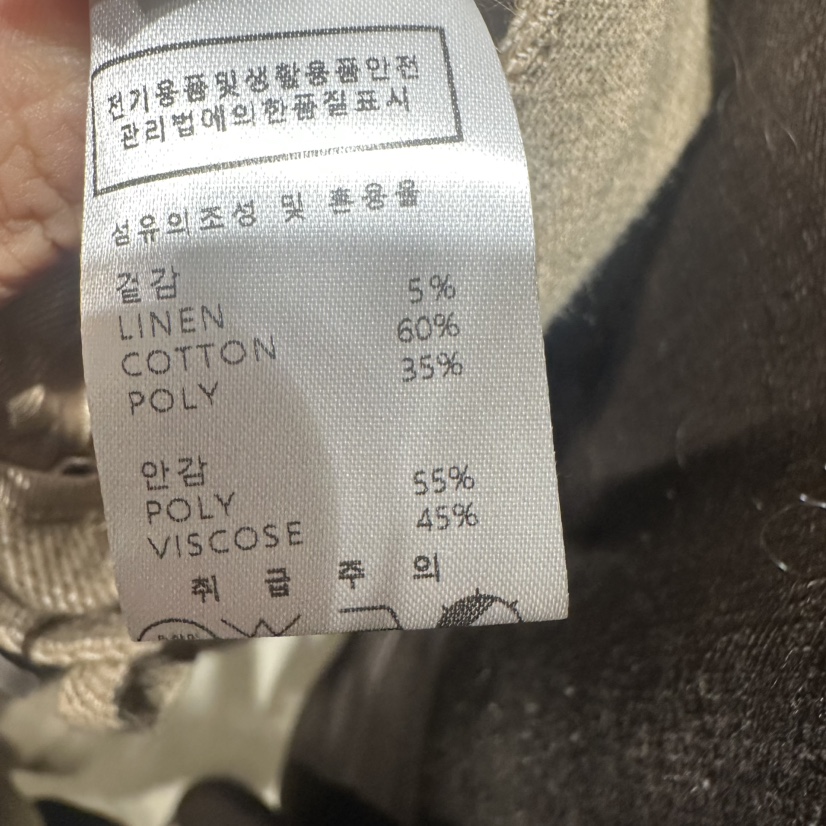 전기용품및생활용품안전
관리법에의한품질표시
섬유의조성 및 혼용율
겉감
LINEN 5%
COTTON 60%
POLY 35%
안감
POLY 55%
VISCOSE 45%
취 급 주 의